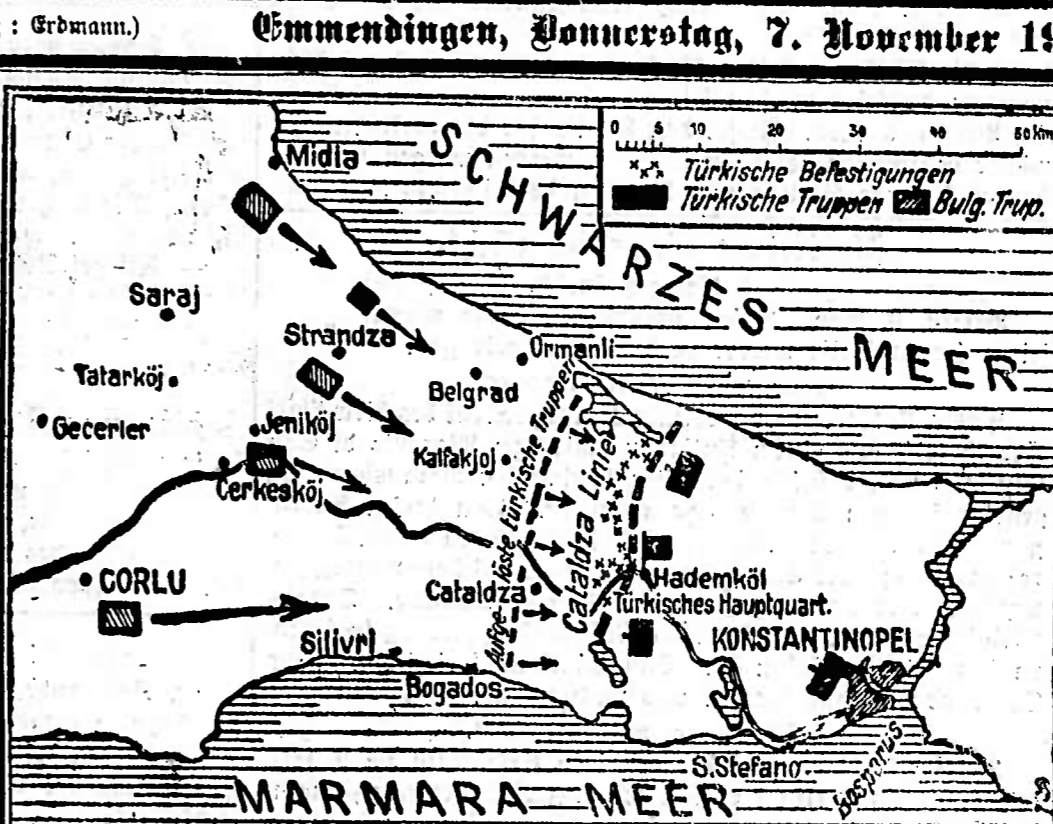 : Erdmann.)
Emmendingen, Donnerstag, 7. November 19
0 5 10 20 30 40 50 km
Türkische Befestigungen
Türkische Truppen Bulg. Trup.
SCHWARZES MEER
Midia
Saraj
Strandza
Ormanli
Tatarköj
Belgrad
Gecerler
Jeniköj
Kalfakjoj
Cerkesköj
Aufgelöste türkische Truppen
Cataldza Linie
CORLU
Cataldza
Hademköl
Türkisches Hauptquart.
Silivri
KONSTANTINOPEL
Bogados
S. Stefano
Bosporus
MARMARA MEER